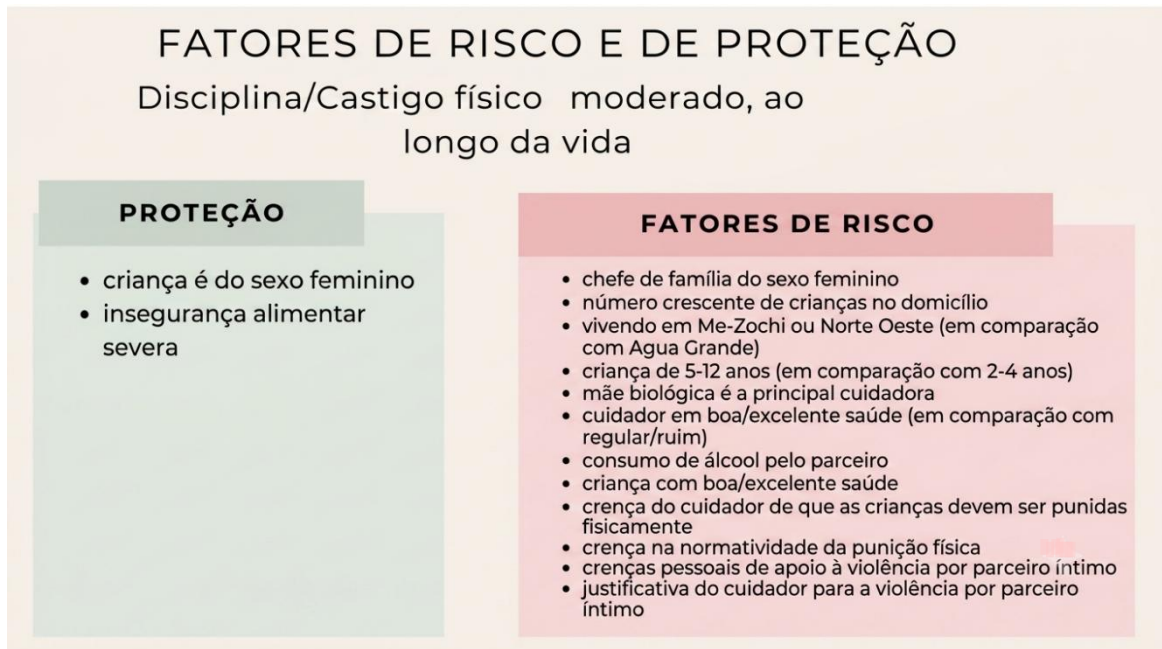 FATORES DE RISCO E DE PROTEÇÃO
Disciplina/Castigo físico moderado, ao
longo da vida
PROTEÇÃO
• criança é do sexo feminino
• insegurança alimentar
severa
FATORES DE RISCO
• chefe de família do sexo feminino
• número crescente de crianças no domicílio
• vivendo em Me-Zochi ou Norte Oeste (em comparação
com Agua Grande)
• criança de 5-12 anos (em comparação com 2-4 anos)
• mãe biológica é a principal cuidadora
• cuidador em boa/excelente saúde (em comparação com
regular/ruim)
• consumo de álcool pelo parceiro
• criança com boa/excelente saúde
• crença do cuidador de que as crianças devem ser punidas
fisicamente
• crença na normatividade da punição física
• crenças pessoais de apoio à violência por parceiro íntimo
• justificativa do cuidador para a violência por parceiro
íntimo